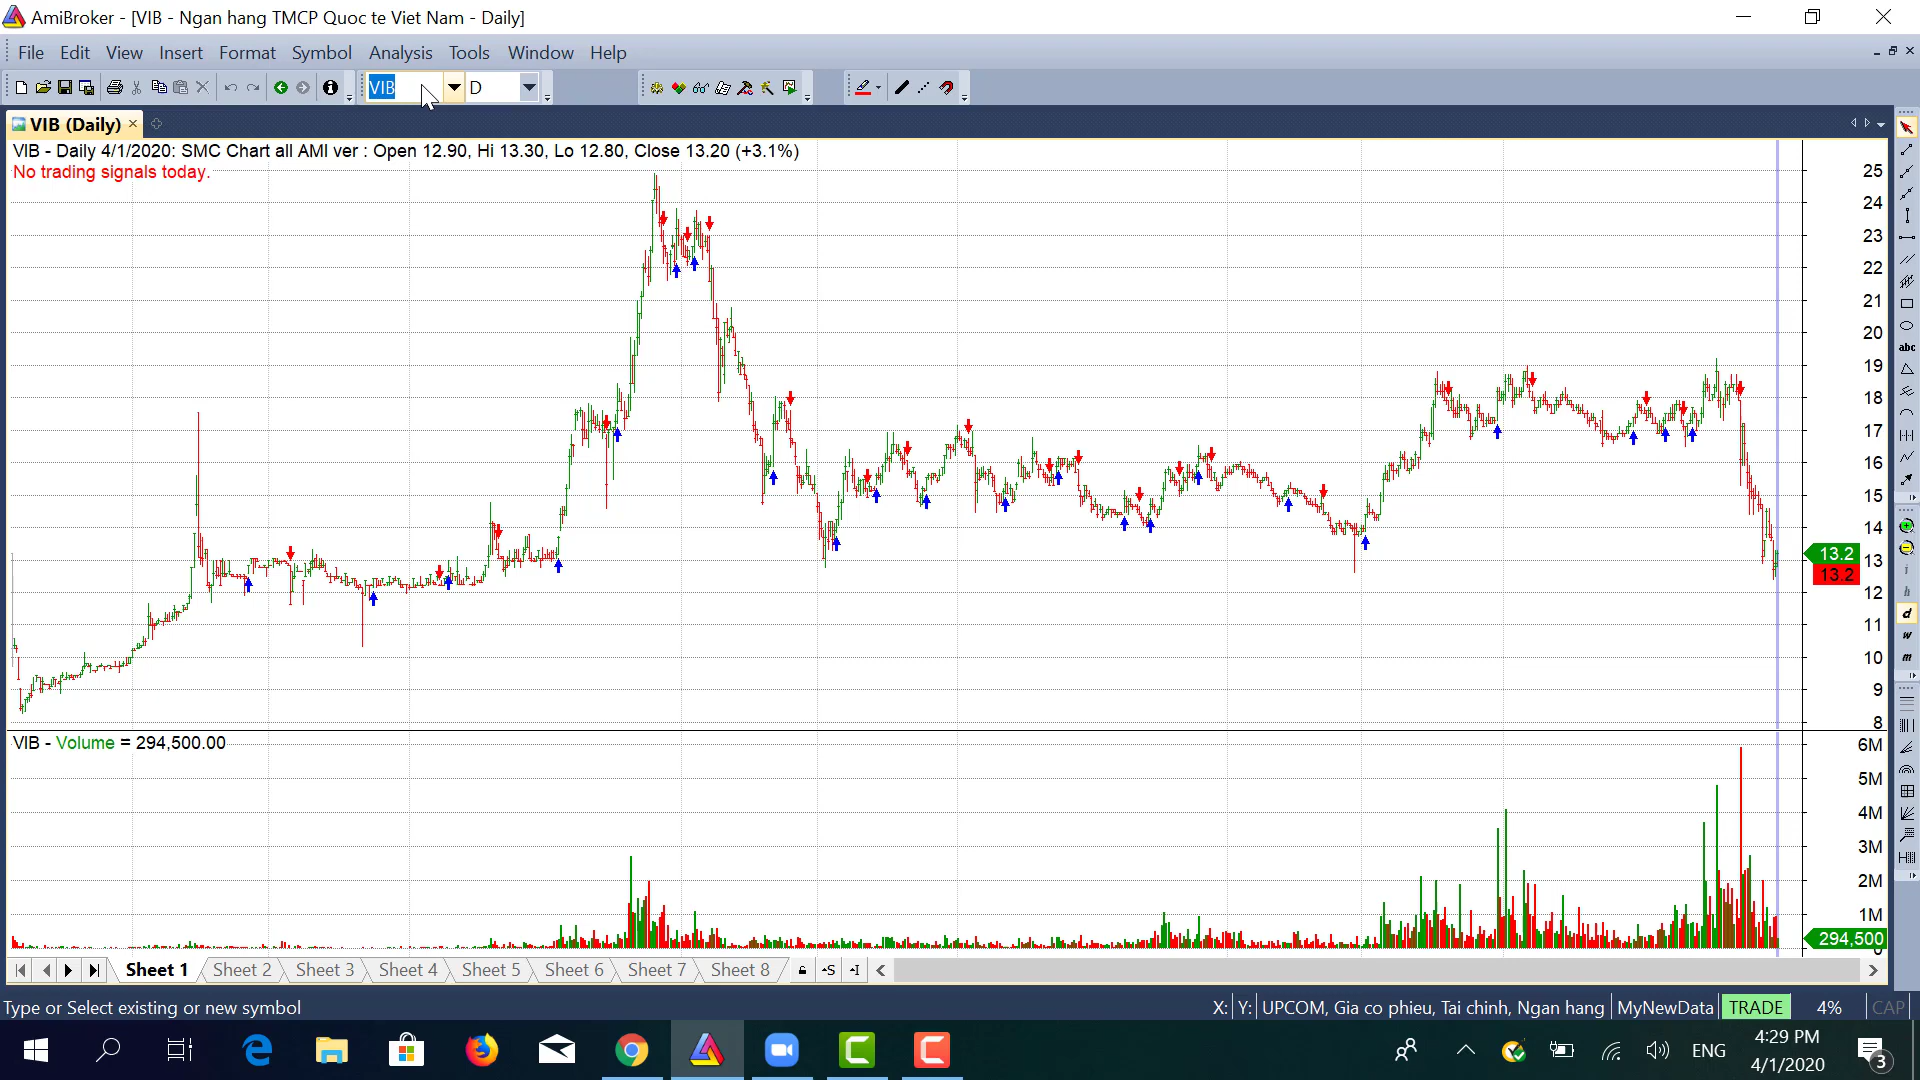 AmiBroker - [VIB - Ngan hang TMCP Quoc te Viet Nam - Daily]
File Edit View Insert Format Symbol Analysis Tools Window Help
VIB D
VIB (Daily)
VIB - Daily 4/1/2020: SMC Chart all AMI ver : Open 12.90, Hi 13.30, Lo 12.80, Close 13.20 (+3.1%)
No trading signals today.
25
24
23
22
21
20
19
18
17
16
15
14
13.2
13
13.2
12
11
10
9
8
abc
i
h
d
w
m
VIB - Volume = 294,500.00
6M
5M
4M
3M
2M
1M
294,500
0
Sheet 1 Sheet 2 Sheet 3 Sheet 4 Sheet 5 Sheet 6 Sheet 7 Sheet 8
Type or Select existing or new symbol
X: Y: UPCOM, Gia co phieu, Tai chinh, Ngan hang MyNewData TRADE 4% CAP
ENG
4:29 PM
4/1/2020
3